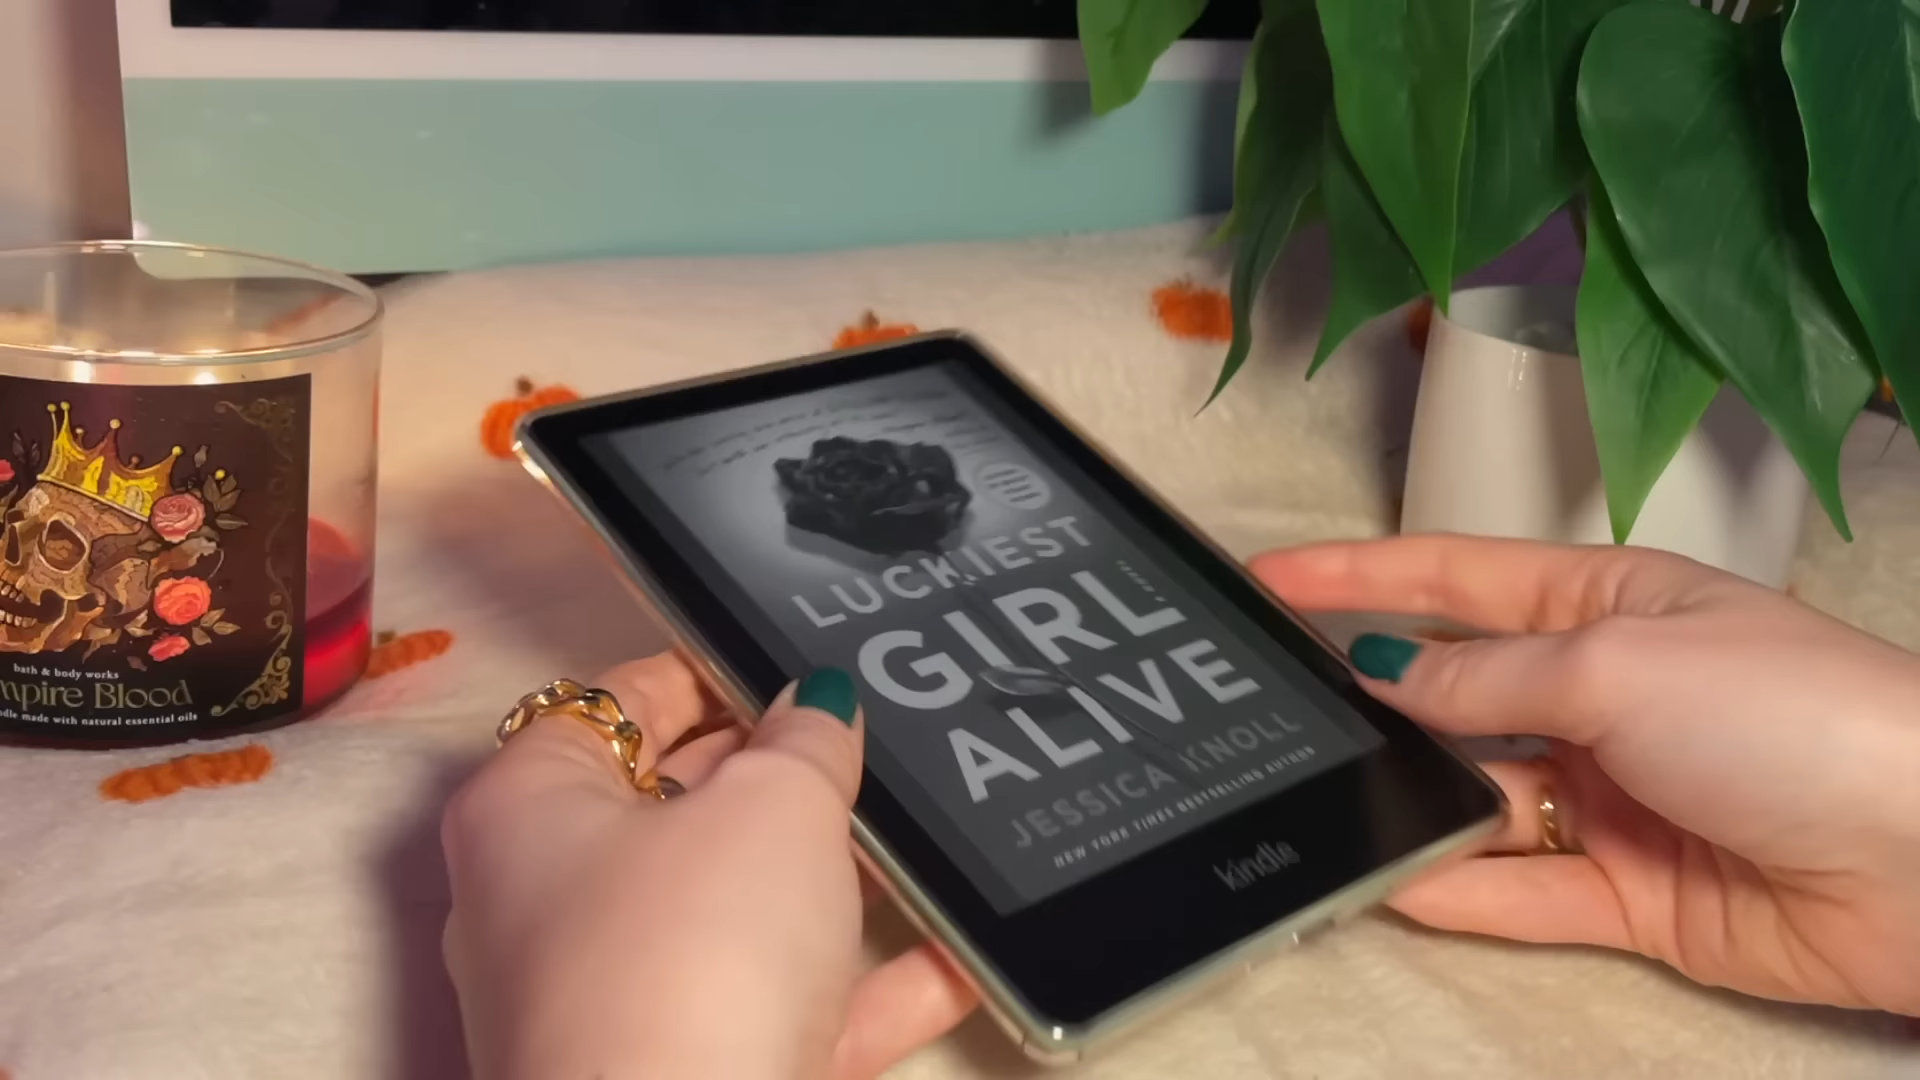 LUCKIEST
GIRL
ALIVE
JESSICA KNOLL
NEW YORK TIMES BESTSELLING AUTHOR
kindle
bath & body works
mpire Blood
dle made with natural essential oils